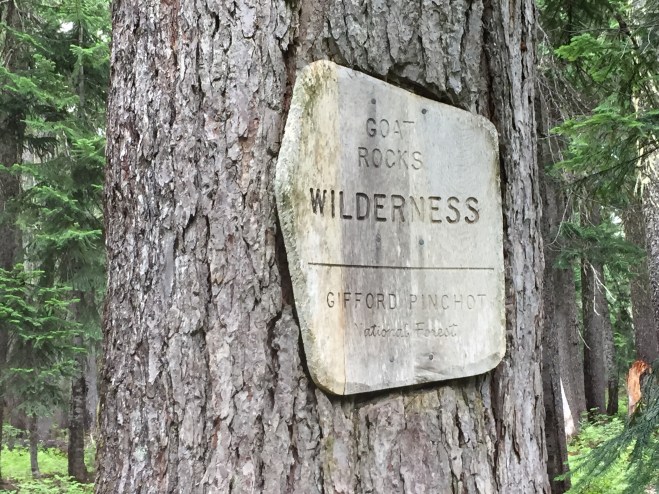 GOAT
ROCKS
WILDERNESS
GIFFORD PINCHOT
National Forest